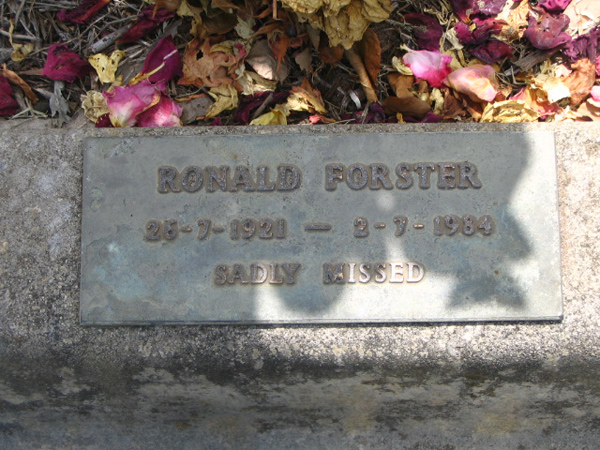 RONALD FORSTER
25-7-1921 — 2-7-1984
SADLY MISSED